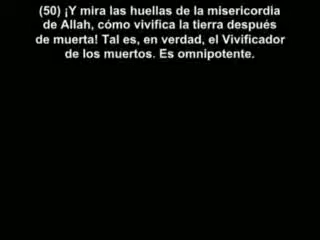 (50) ¡Y mira las huellas de la misericordia
de Allah, cómo vivifica la tierra después
de muerta! Tal es, en verdad, el Vivificador
de los muertos. Es omnipotente.